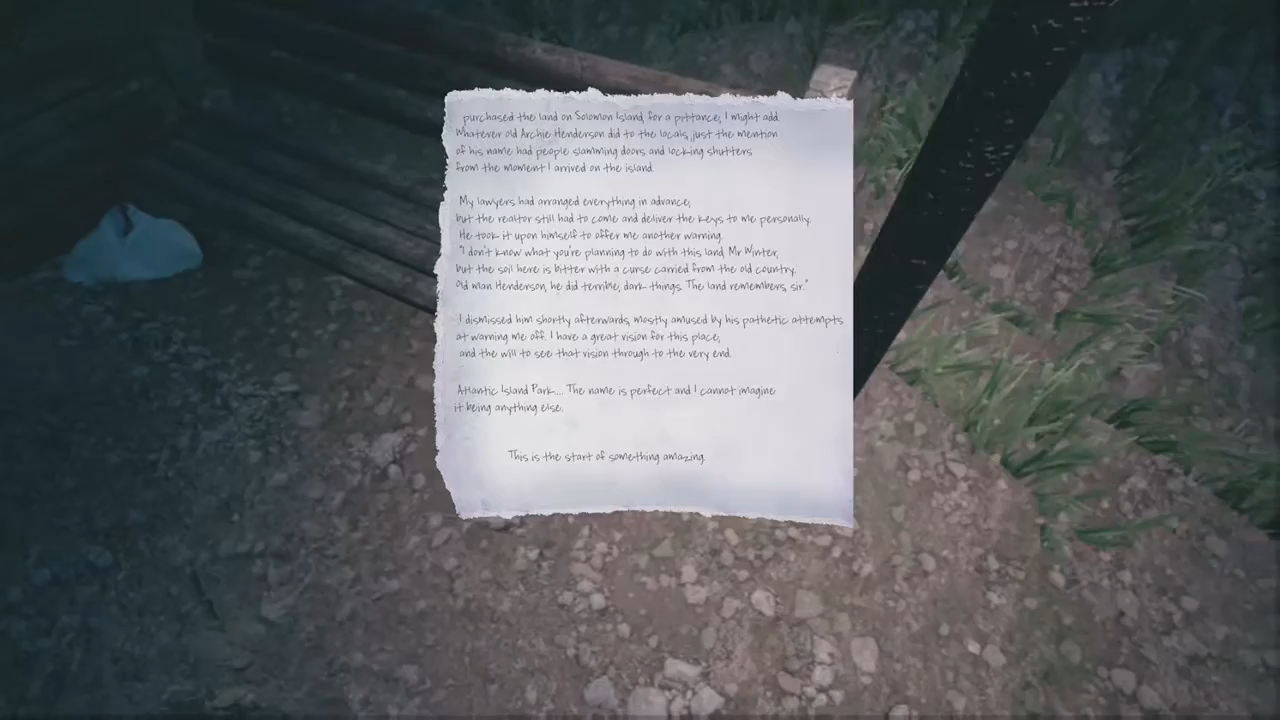 purchased the land on Solomon Island, for a pittance, I might add.
Whatever old Archie Henderson did to the locals, just the mention
of his name had people slamming doors and locking shutters
from the moment I arrived on the island.
My lawyers had arranged everything in advance,
but the realtor still had to come and deliver the keys to me personally.
He took it upon himself to offer me another warning.
"I don't know what you're planning to do with this land, Mr Winter,
but the soil here is bitter with a curse carried from the old country.
Old man Henderson, he did terrible, dark things. The land remembers, sir."
I dismissed him shortly afterwards, mostly amused by his pathetic attempts
at warning me off. I have a great vision for this place,
and the will to see that vision through to the very end.
Atlantic Island Park.... The name is perfect and I cannot imagine
it being anything else.
This is the start of something amazing.